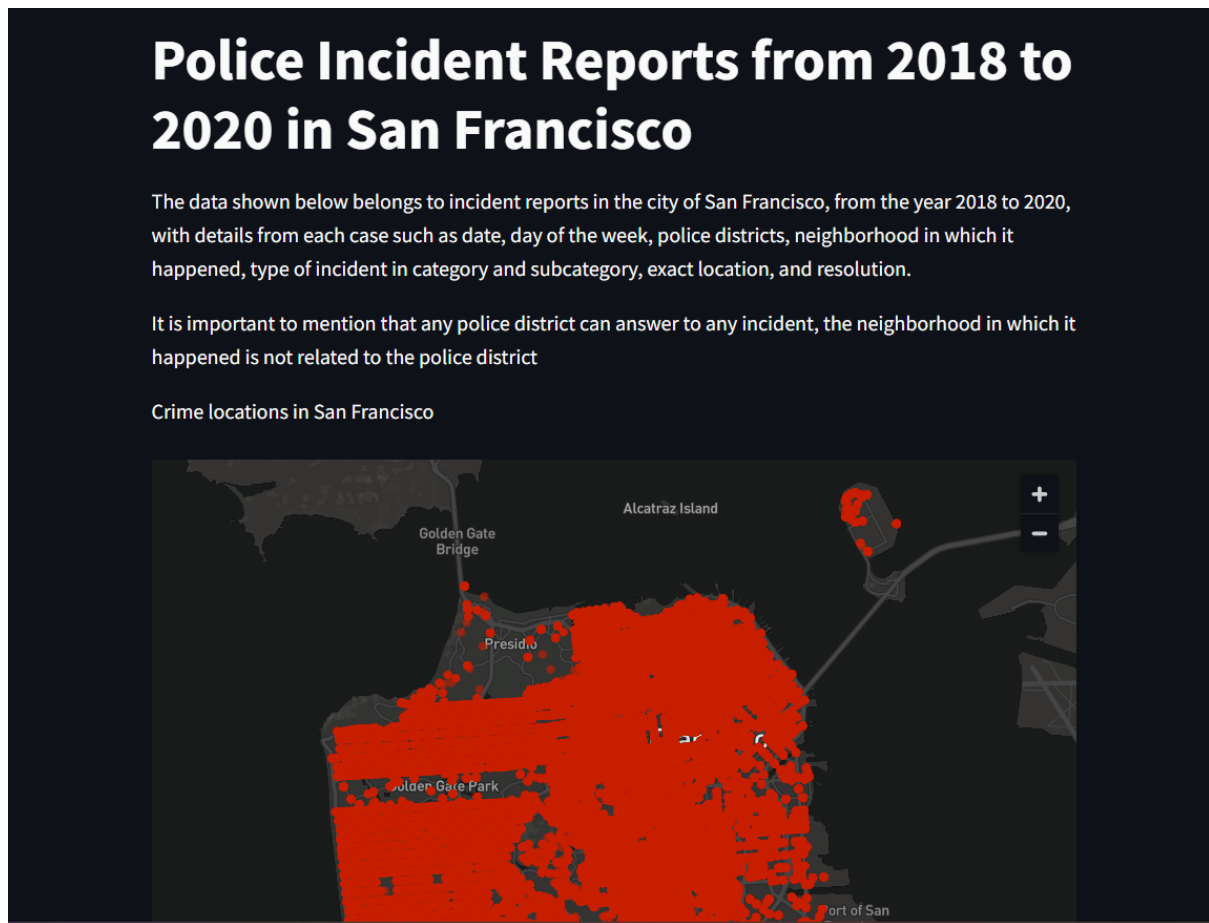 Police Incident Reports from 2018 to
2020 in San Francisco
The data shown below belongs to incident reports in the city of San Francisco, from the year 2018 to 2020,
with details from each case such as date, day of the week, police districts, neighborhood in which it
happened, type of incident in category and subcategory, exact location, and resolution.
It is important to mention that any police district can answer to any incident, the neighborhood in which it
happened is not related to the police district
Crime locations in San Francisco
+
−
Alcatraz Island
Golden Gate
Bridge
Presidio
Golden Gate Park
Port of San